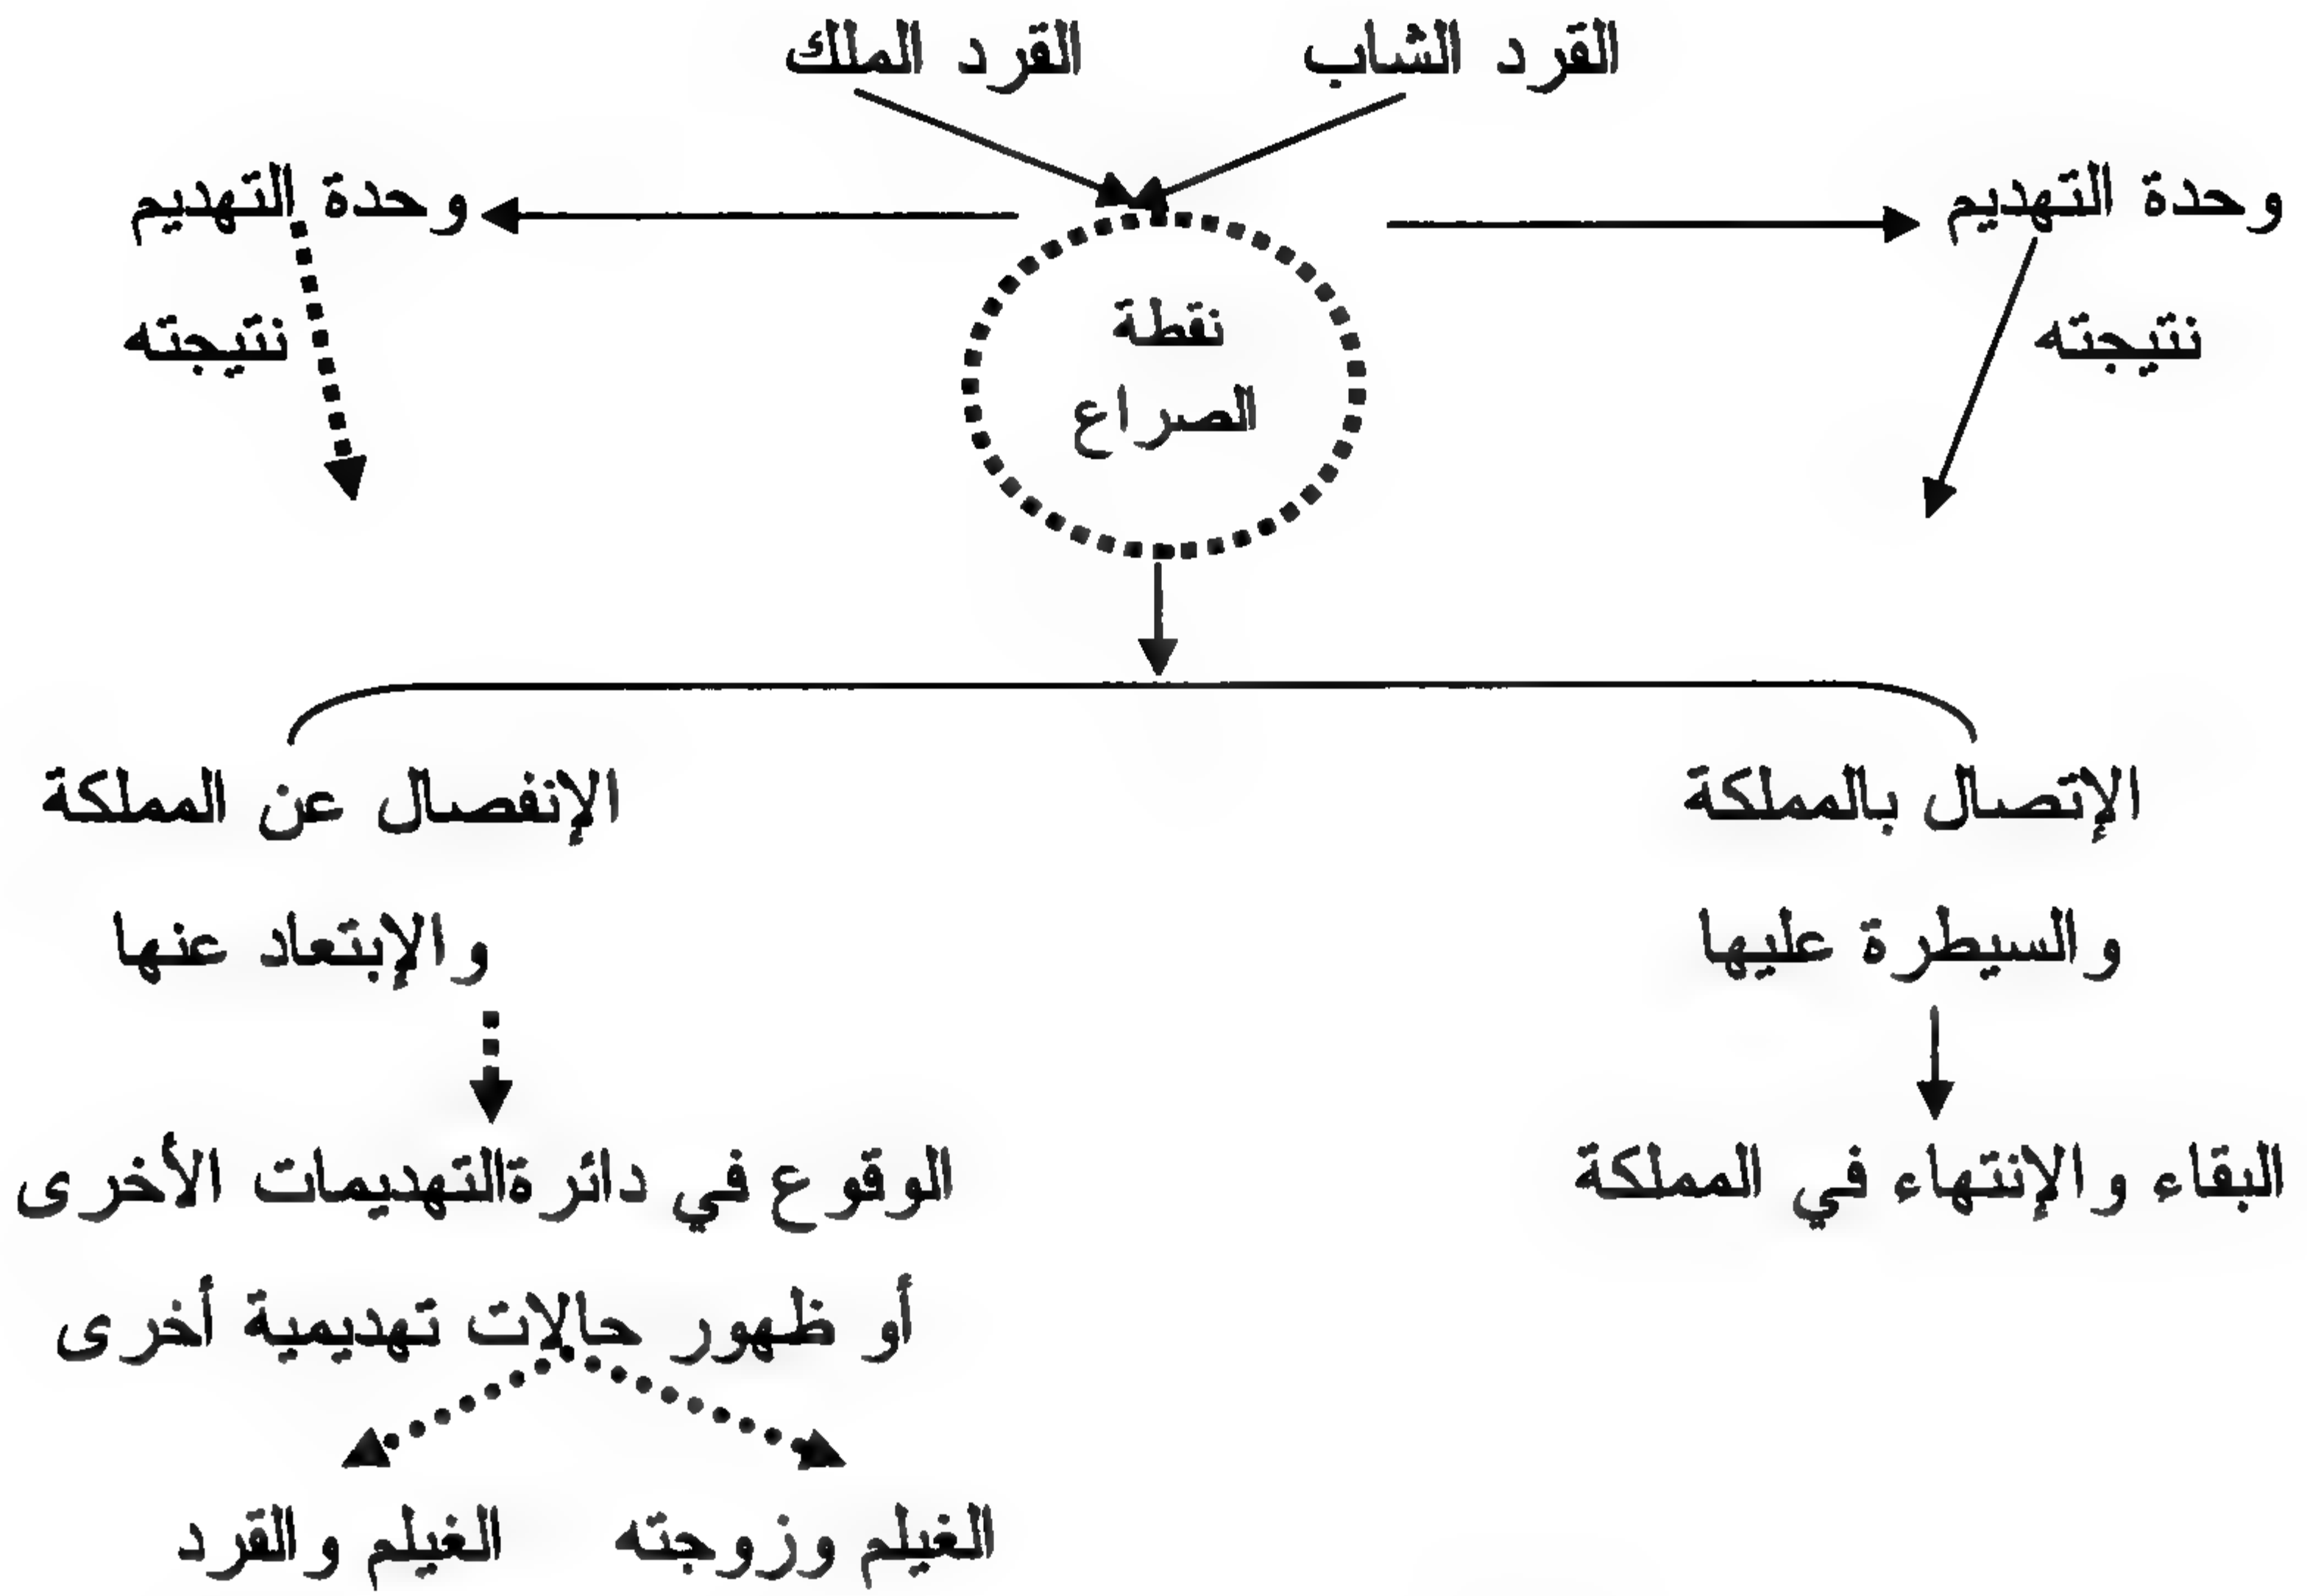 القرد الشاب
القرد الملك
وحدة التهديم
وحدة التهديم
نتيجته
نقطة
الصراع
نتيجته
الإتصال بالمملكة
الإنفصال عن المملكة
والسيطرة عليها
والإبتعاد عنها
البقاء والإنتهاء في المملكة
الوقوع في دائرةالتهديمات الأخرى
أو ظهور حالات تهديمية أخرى
الغيلم وزوجته
الغيلم والقرد